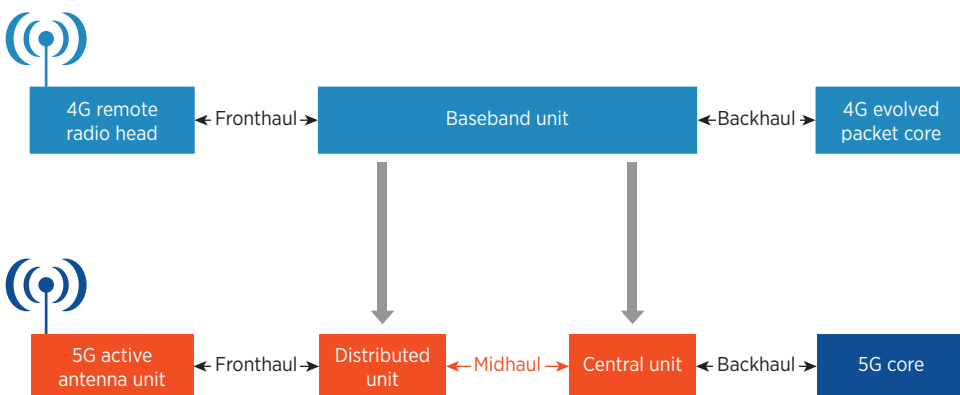 4G remote
radio head
Fronthaul
Baseband unit
Backhaul
4G evolved
packet core
5G active
antenna unit
Fronthaul
Distributed
unit
Midhaul
Central unit
Backhaul
5G core